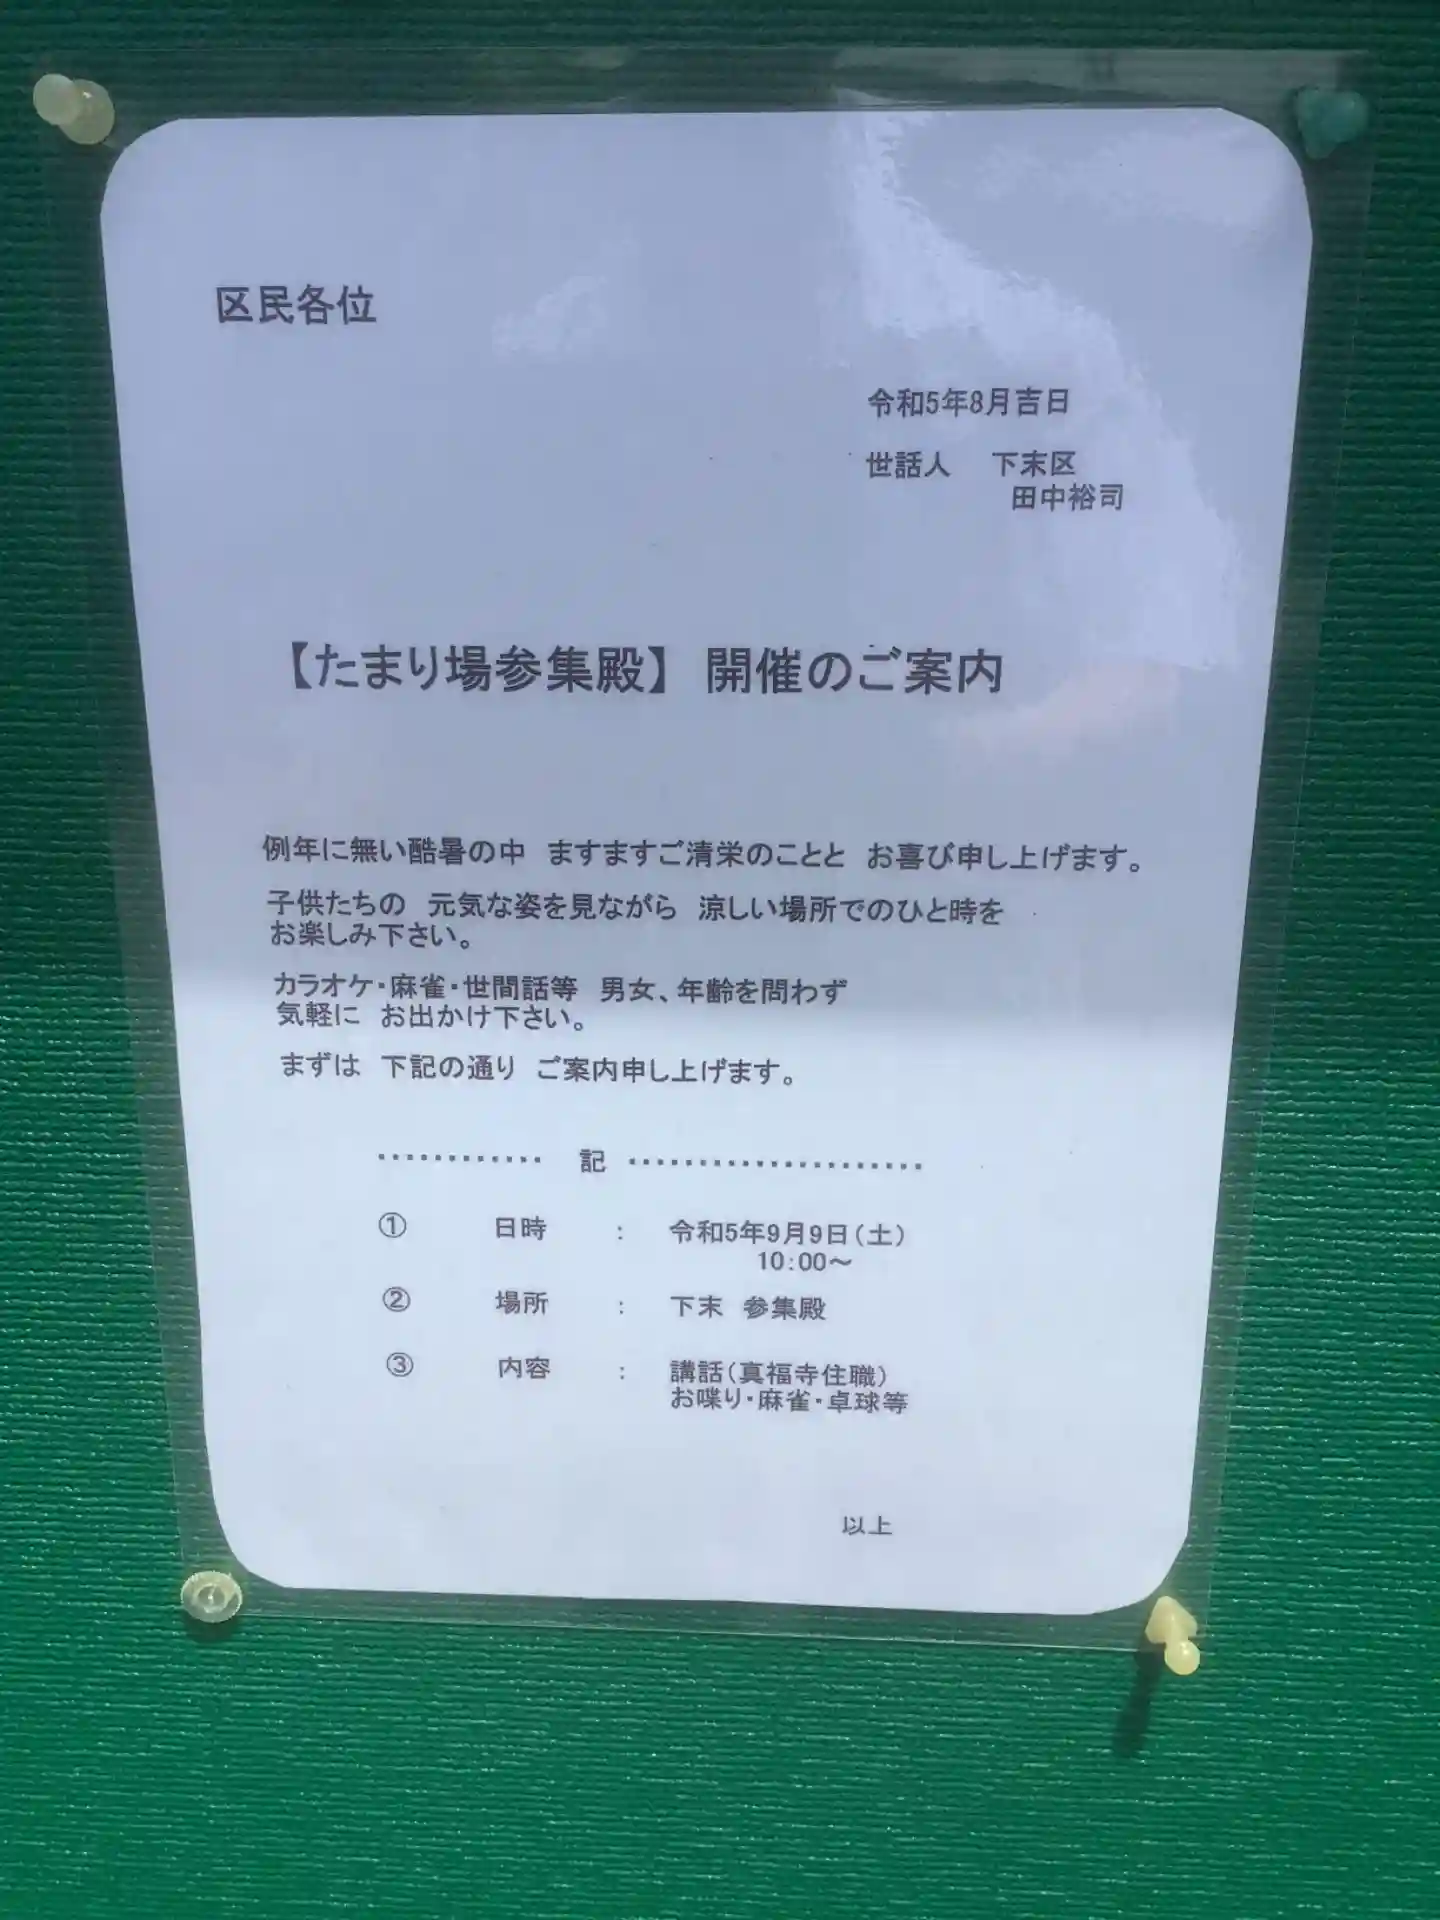 区民各位
令和5年8月吉日
世話人　下末区
田中裕司
【たまり場参集殿】 開催のご案内
例年に無い酷暑の中　ますますご清栄のことと　お喜び申し上げます。
子供たちの　元気な姿を見ながら　涼しい場所でのひと時を
お楽しみ下さい。
カラオケ・麻雀・世間話等　男女、年齢を問わず
気軽に　お出かけ下さい。
まずは　下記の通り　ご案内申し上げます。
………… 記 …………………
① 日時 ： 令和5年9月9日（土）
10：00～
② 場所 ： 下末　参集殿
③ 内容 ： 講話（真福寺住職）
お喋り・麻雀・卓球等
以上